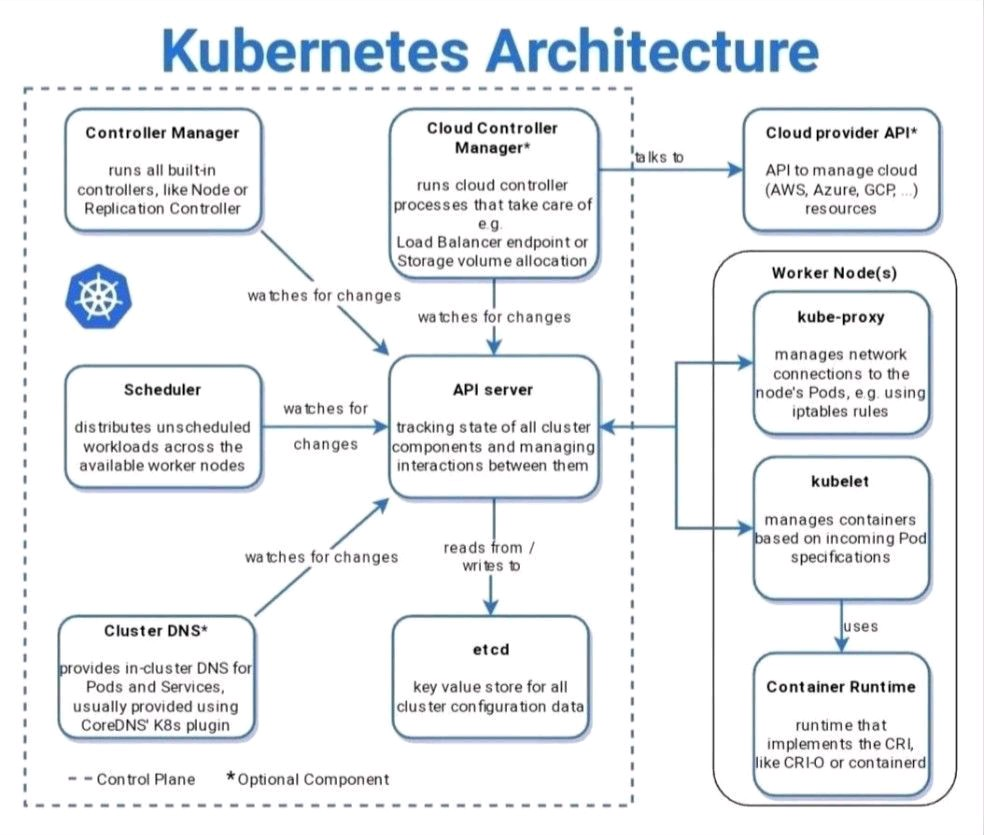 Kubernetes Architecture
Controller Manager
runs all built-in
controllers, like Node or
Replication Controller
Cloud Controller
Manager*
runs cloud controller
processes that take care of
e.g.
Load Balancer endpoint or
Storage volume allocation
talks to
Cloud provider API*
API to manage cloud
(AWS, Azure, GCP, ...)
resources
watches for changes
watches for changes
Scheduler
distributes unscheduled
workloads across the
available worker nodes
watches for
changes
API server
tracking state of all cluster
components and managing
interactions between them
Worker Node(s)
kube-proxy
manages network
connections to the
node's Pods, e.g. using
iptables rules
kubelet
manages containers
based on incoming Pod
specifications
uses
Container Runtime
runtime that
implements the CRI,
like CRI-O or containerd
watches for changes
reads from /
writes to
Cluster DNS*
provides in-cluster DNS for
Pods and Services,
usually provided using
CoreDNS' K8s plugin
etcd
key value store for all
cluster configuration data
-- Control Plane
*Optional Component